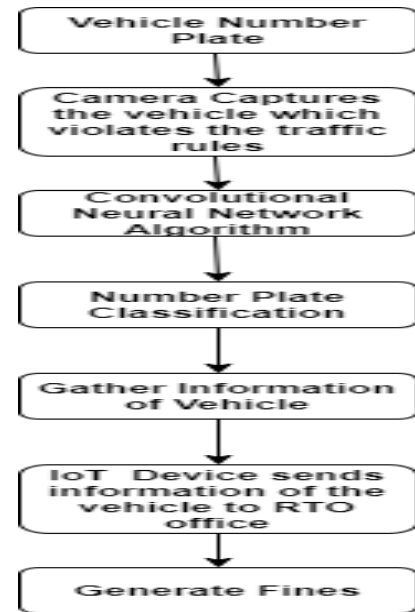 Vehicle Number
Plate
Camera Captures
the vehicle which
violates the traffic
rules
Convolutional
Neural Network
Algorithm
Number Plate
Classification
Gather Information
of Vehicle
IoT Device sends
information of the
vehicle to RTO
office
Generate Fines